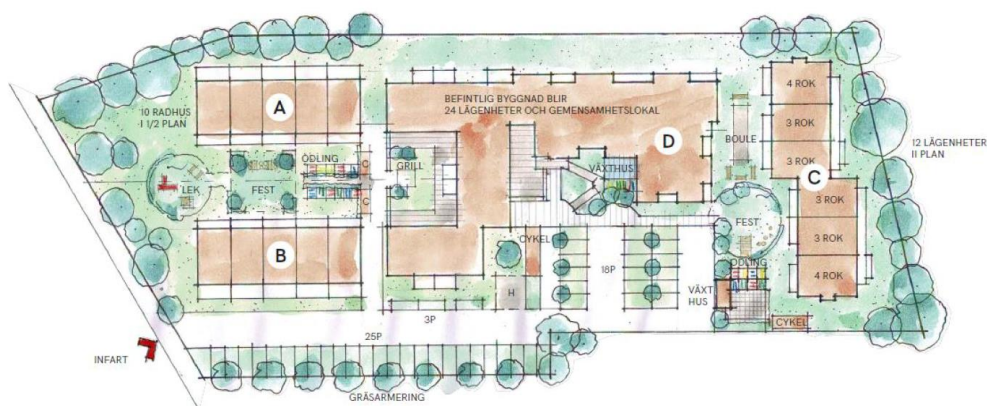 10 RADHUS
I 1/2 PLAN
A
BEFINTLIG BYGGNAD BLIR
24 LÄGENHETER OCH GEMENSAMHETSLOKAL
D
4 ROK
3 ROK
3 ROK
C
3 ROK
3 ROK
4 ROK
12 LÄGENHETER
II PLAN
BOULE
ODLING
C
C
GRILL
VÄXTHUS
LEK
FEST
FEST
B
CYKEL
18P
ODLING
VÄXT
HUS
H
3P
CYKEL
25P
INFART
GRÄSARMERING